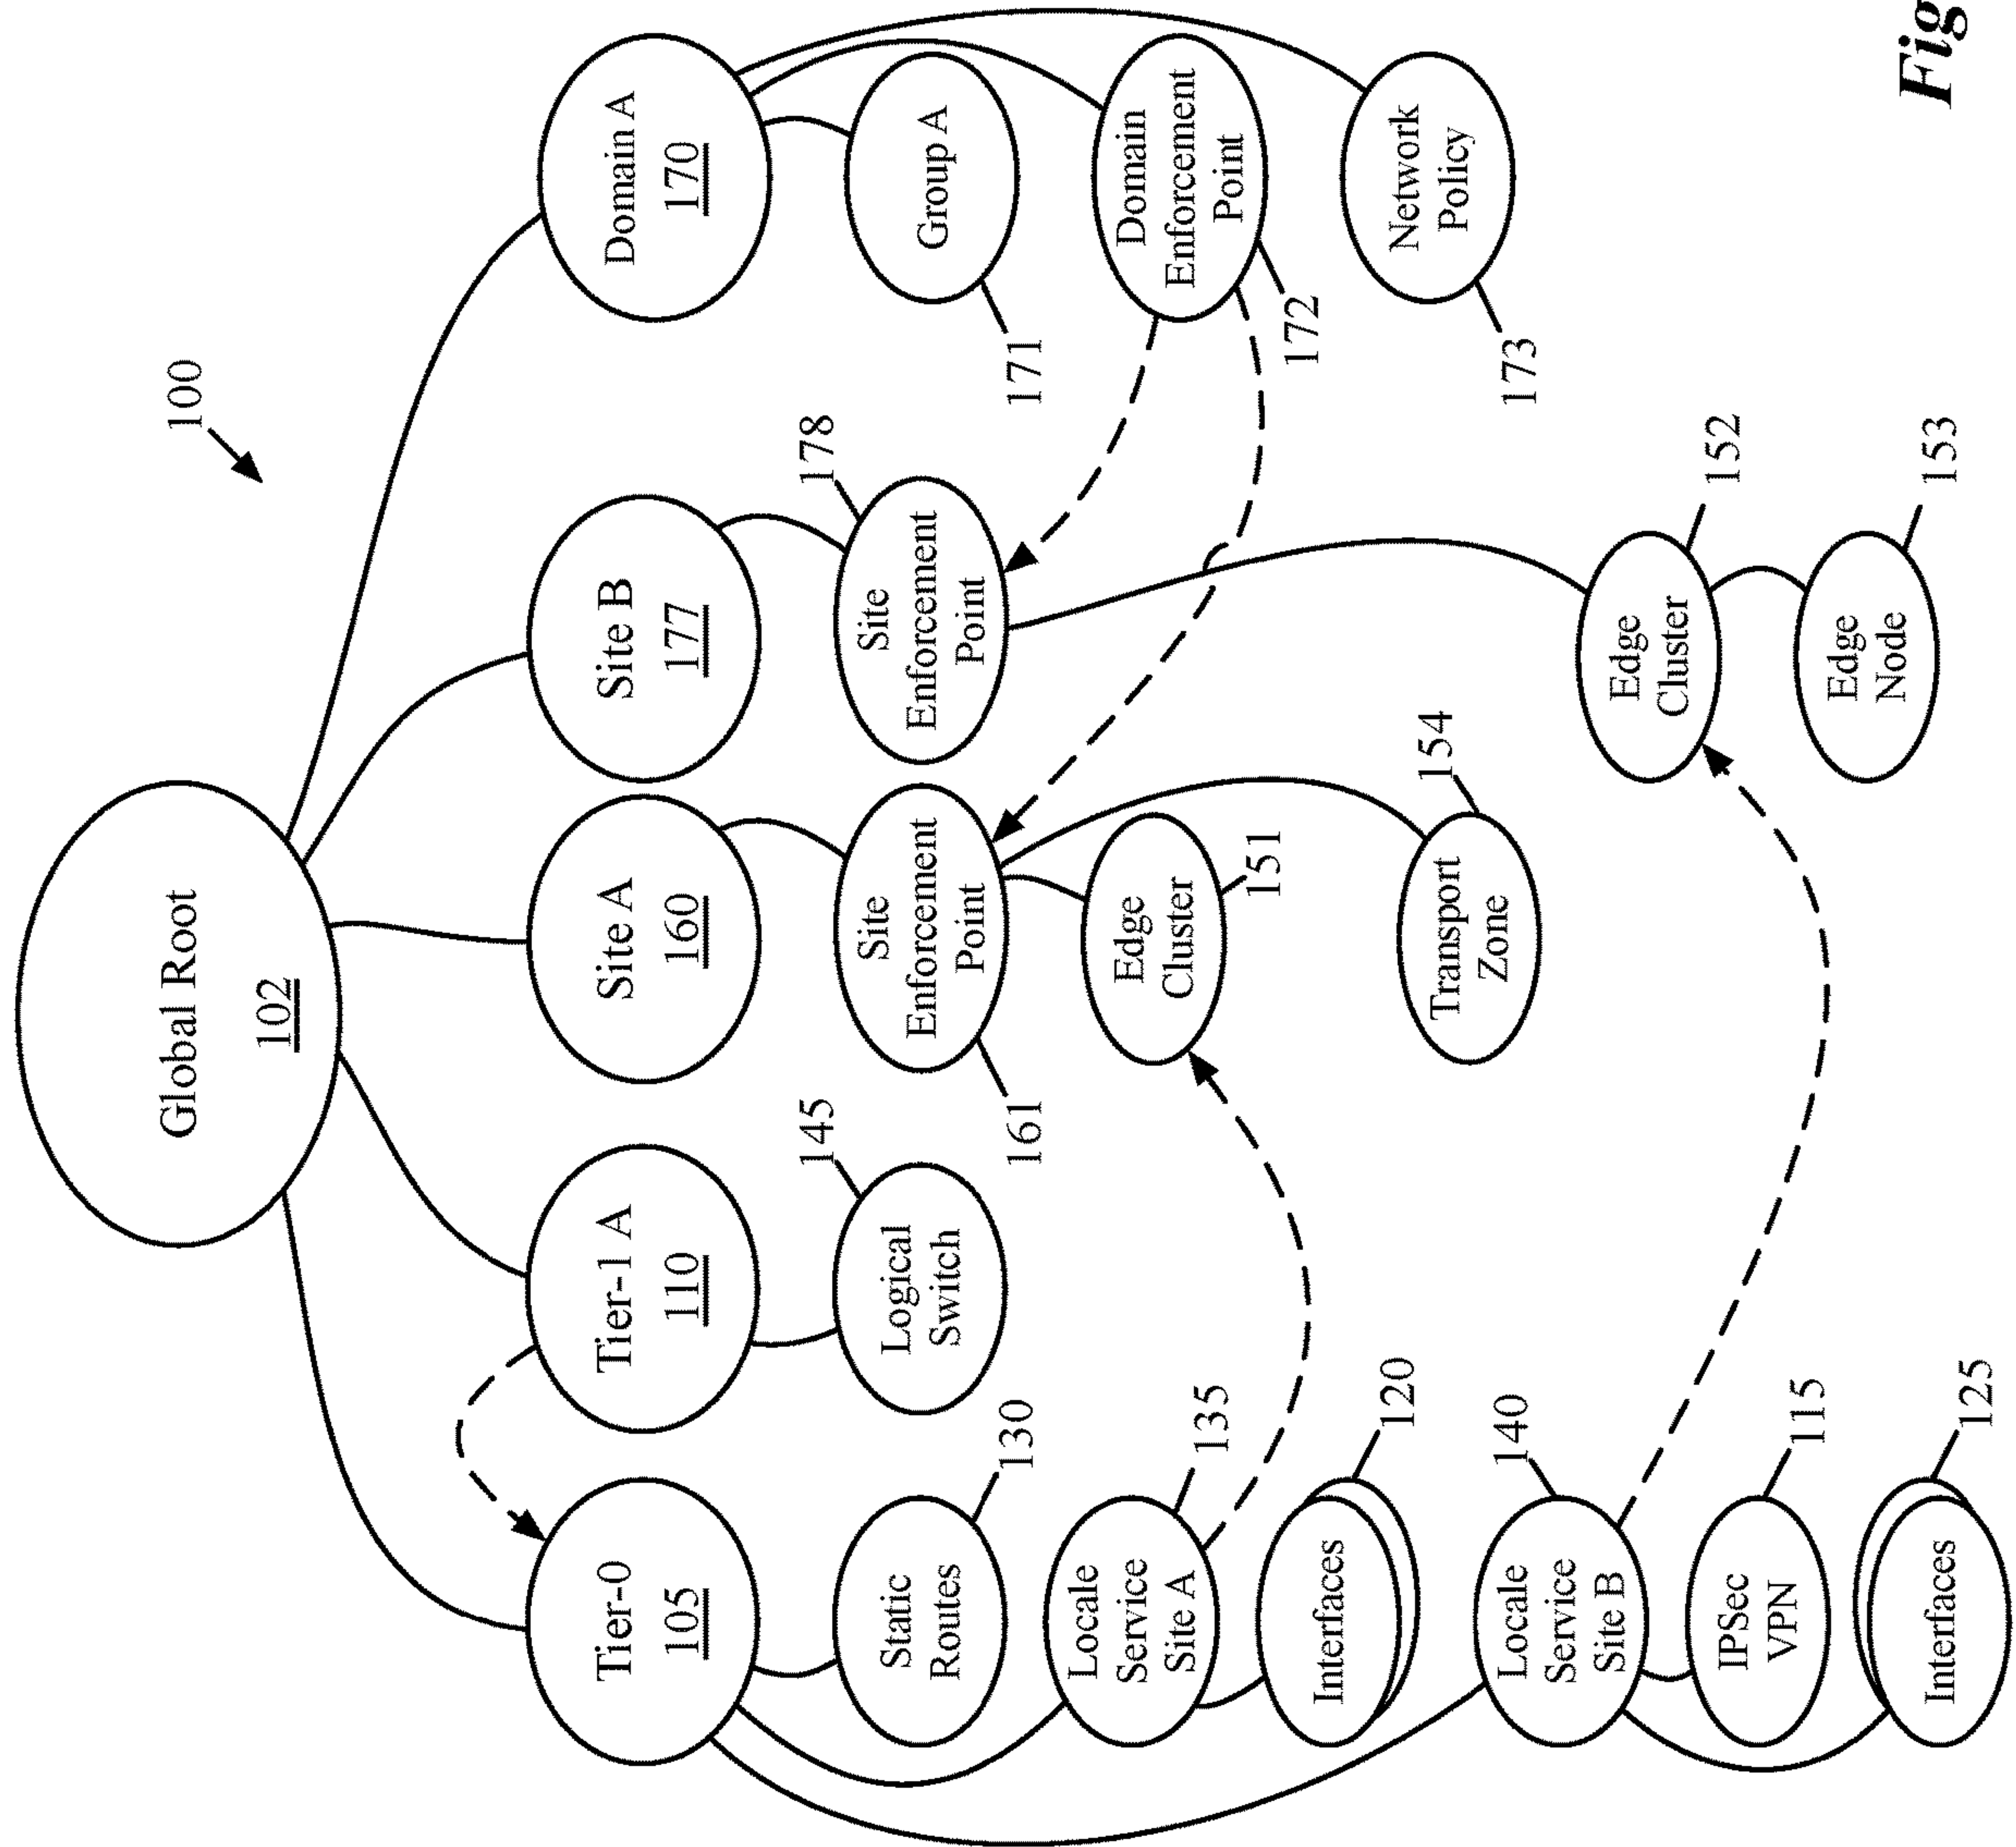 100
Global Root
102
Tier-0
105
Tier-1 A
110
Site A
160
Site B
177
Domain A
170
Static
Routes
130
Logical
Switch
145
Site
Enforcement
Point
161
Site
Enforcement
Point
178
Group A
171
Locale
Service
Site A
135
Edge
Cluster
151
Domain
Enforcement
Point
172
Interfaces
120
Transport
Zone
154
Network
Policy
173
Locale
Service
Site B
140
Edge
Cluster
152
IPSec
VPN
115
Edge
Node
153
Interfaces
125
Fig